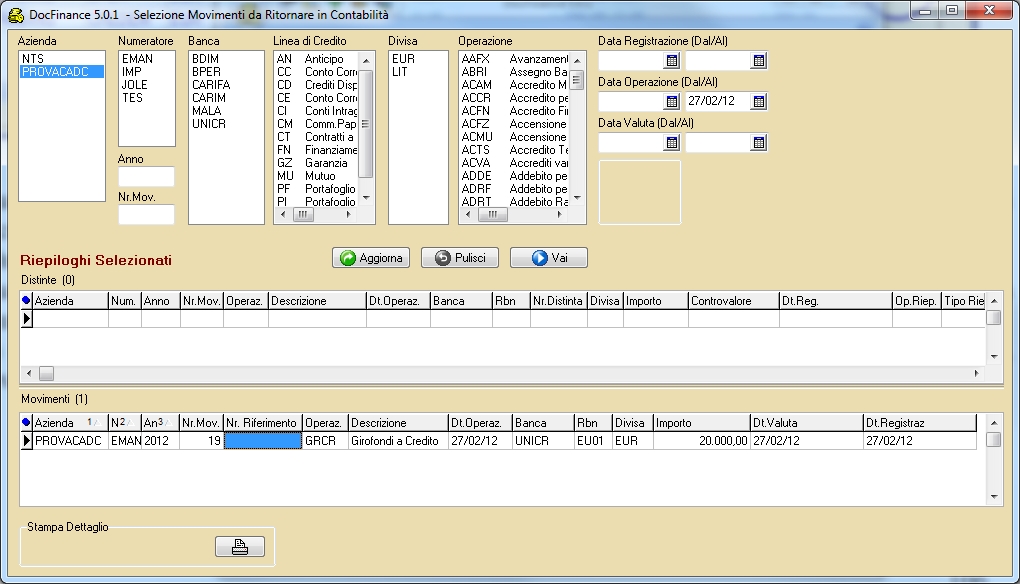 DocFinance 5.0.1 - Selezione Movimenti da Ritornare in Contabilità
Azienda Numeratore Banca Linea di Credito Divisa Operazione Data Registrazione (Dal/Al)
NTS
PROVACADC
EMAN
IMP
JOLE
TES
Anno
Nr.Mov.
BDIM
BPER
CARIFA
CARIM
MALA
UNICR
AN Anticipo
CC Conto Corr
CD Crediti Disp
CE Conto Corr
CI Conti Intrag
CM Comm.Pap
CT Contratti a
FN Finanziame
GZ Garanzia
MU Mutuo
PF Portafoglio
PI Portafoglio
EUR
LIT
AAFX Avanzament
ABRI Assegno Ba
ACAM Accredito M
ACCR Accredito pe
ACFN Accredito Fi
ACFZ Accensione
ACMU Accensione
ACTS Accredito Te
ACVA Accrediti vari
ADDE Addebito pe
ADRF Addebito pe
ADRT Addebito Ra
Data Operazione (Dal/Al)
27/02/12
Data Valuta (Dal/Al)
Riepiloghi Selezionati
Aggiorna Pulisci Vai
Distinte (0)
Azienda Num. Anno Nr.Mov. Operaz. Descrizione Dt.Operaz. Banca Rbn Nr.Distinta Divisa Importo Controvalore Dt.Reg. Op.Riep. Tipo Rie
Movimenti (1)
Azienda 1 N2 An3 Nr.Mov. Nr. Riferimento Operaz. Descrizione Dt.Operaz. Banca Rbn Divisa Importo Dt.Valuta Dt.Registraz
PROVACADC EMAN 2012 19 GRCR Girofondi a Credito 27/02/12 UNICR EU01 EUR 20.000,00 27/02/12 27/02/12
Stampa Dettaglio